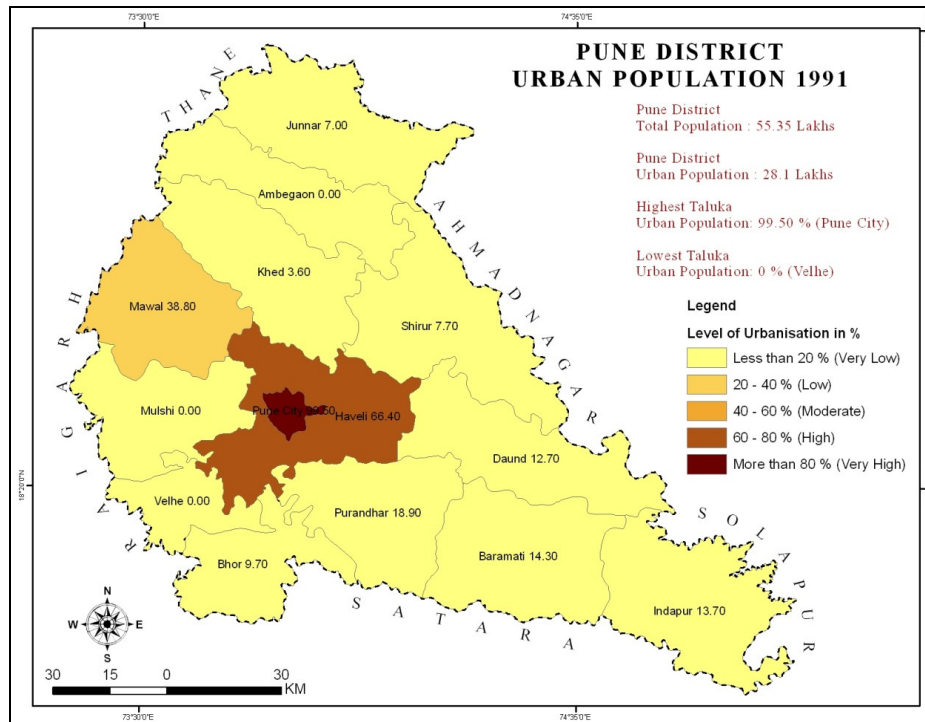 73°30'0"E
74°35'0"E
PUNE DISTRICT
URBAN POPULATION 1991
Pune District
Total Population : 55.35 Lakhs
Pune District
Urban Population : 28.1 Lakhs
Highest Taluka
Urban Population: 99.50 % (Pune City)
Lowest Taluka
Urban Population: 0 % (Velhe)
THANE
AHMADNAGAR
RAIGARH
SOLAPUR
SATARA
Junnar 7.00
Ambegaon 0.00
Khed 3.60
Mawal 38.80
Shirur 7.70
Mulshi 0.00
Pune City 99.50
Haveli 66.40
Daund 12.70
Velhe 0.00
Purandhar 18.90
Bhor 9.70
Baramati 14.30
Indapur 13.70
Legend
Level of Urbanisation in %
Less than 20 % (Very Low)
20 - 40 % (Low)
40 - 60 % (Moderate)
60 - 80 % (High)
More than 80 % (Very High)
18°20'0"N
N
W
E
S
30 15 0 30
KM
73°30'0"E
74°35'0"E